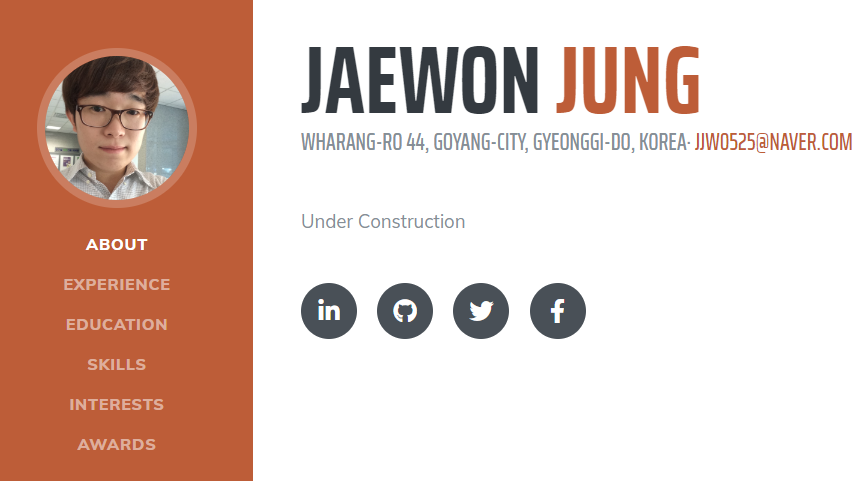 JAEWON JUNG
WHARANG-RO 44, GOYANG-CITY, GYEONGGI-DO, KOREA· JJWO525@NAVER.COM
Under Construction
in
f
ABOUT
EXPERIENCE
EDUCATION
SKILLS
INTERESTS
AWARDS